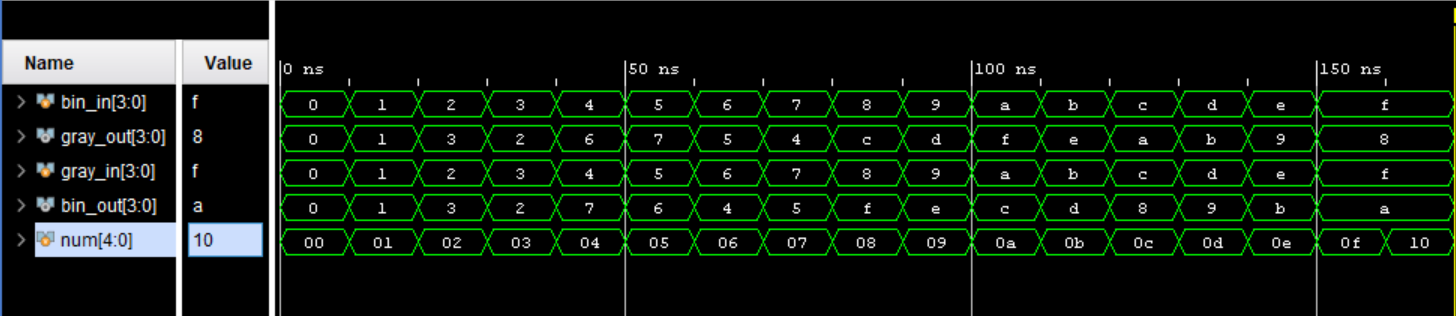 0 ns 50 ns 100 ns 150 ns
Name Value
bin_in[3:0] f 0 1 2 3 4 5 6 7 8 9 a b c d e f
gray_out[3:0] 8 0 1 3 2 6 7 5 4 c d f e a b 9 8
gray_in[3:0] f 0 1 2 3 4 5 6 7 8 9 a b c d e f
bin_out[3:0] a 0 1 3 2 7 6 4 5 f e c d 8 9 b a
num[4:0] 10 00 01 02 03 04 05 06 07 08 09 0a 0b 0c 0d 0e 0f 10